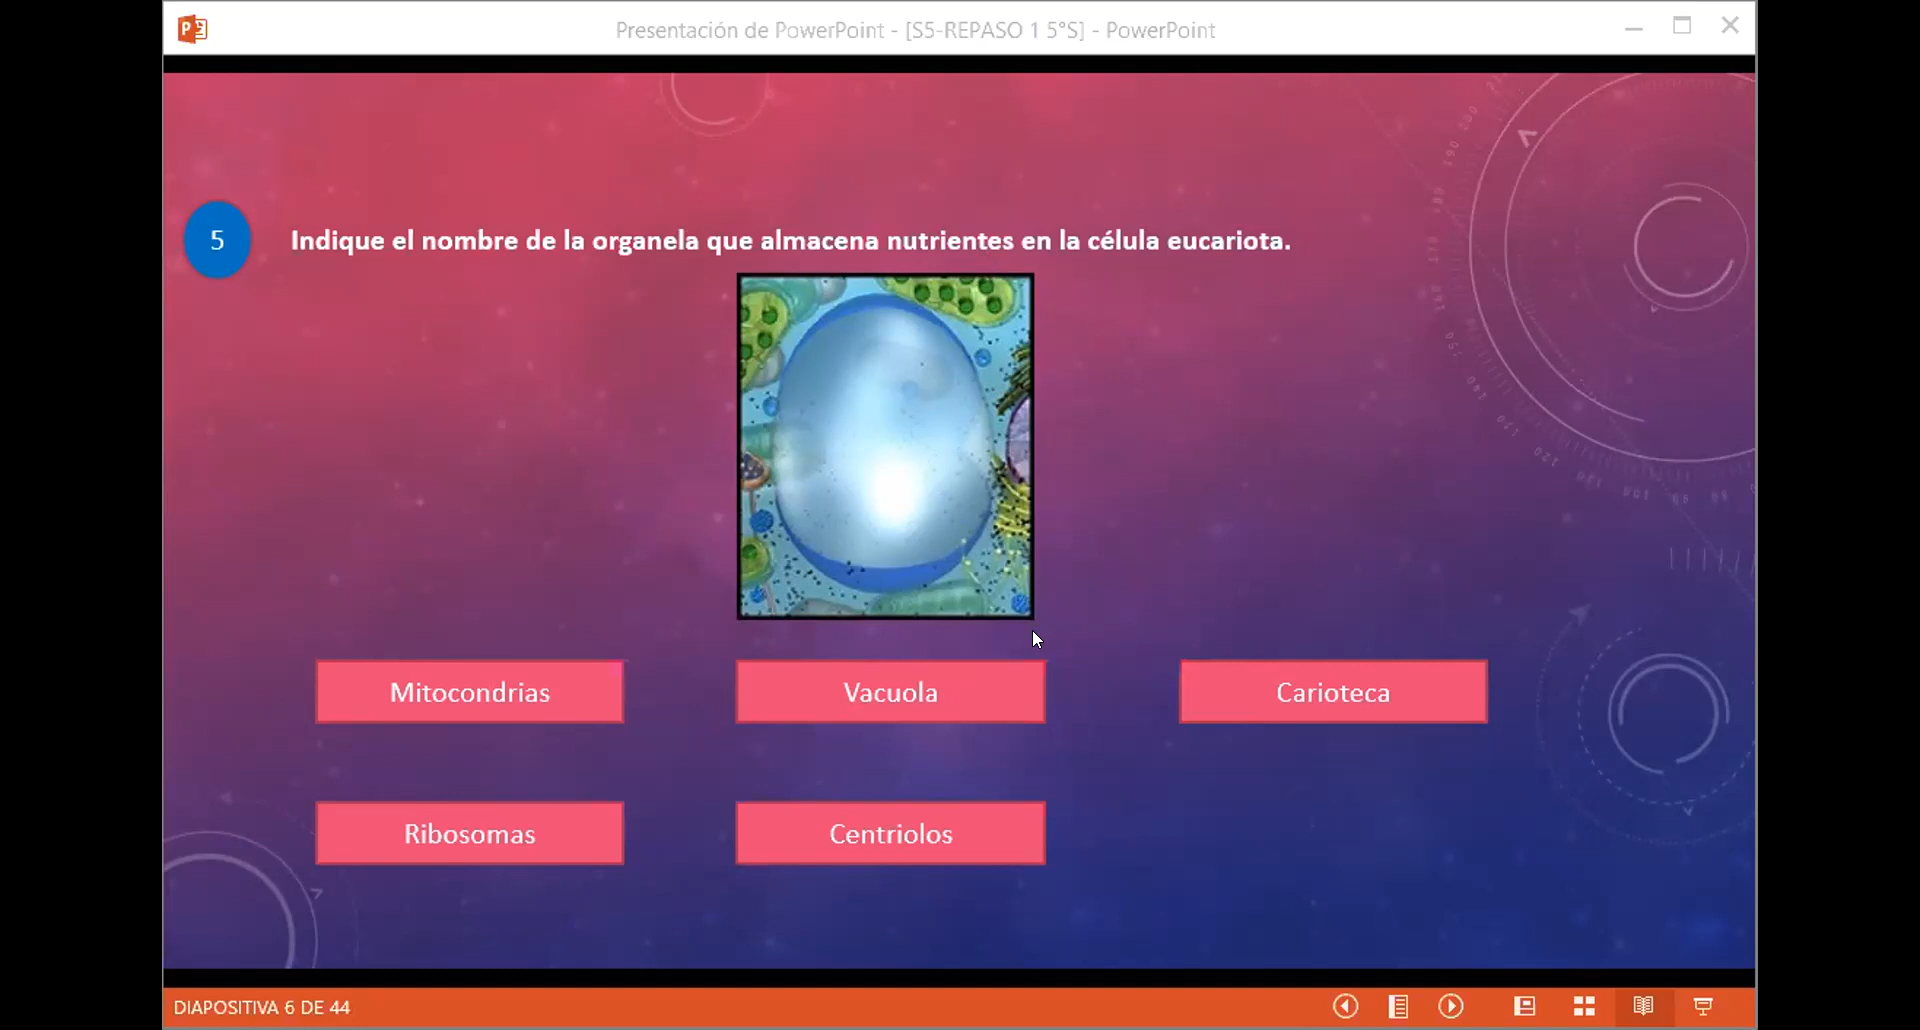 Presentación de PowerPoint - [S5-REPASO 1 5°S] - PowerPoint
5
Indique el nombre de la organela que almacena nutrientes en la célula eucariota.
Mitocondrias
Vacuola
Carioteca
Ribosomas
Centriolos
DIAPOSITIVA 6 DE 44